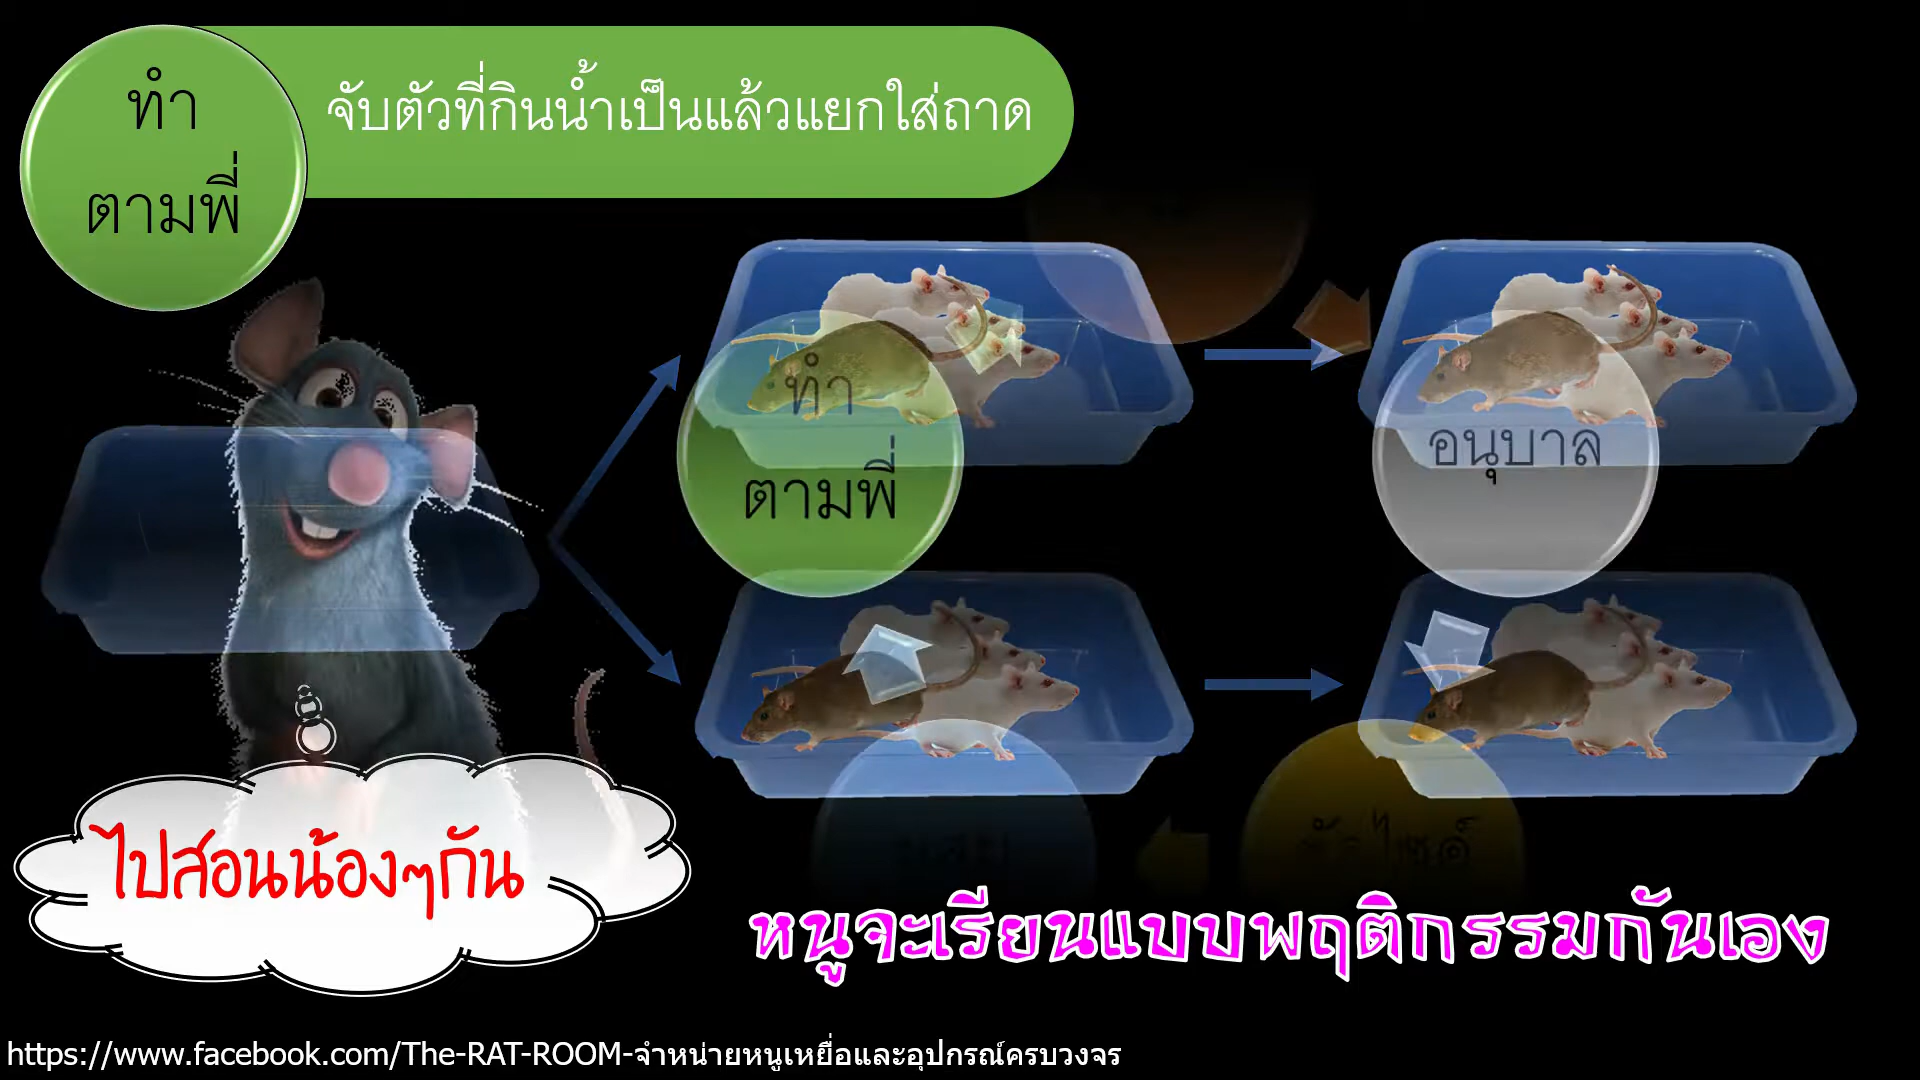 ทำ
ตามพี่
จับตัวที่กินน้ำเป็นแล้วแยกใส่ถาด
ทำ
ตามพี่
อนุบาล
ไปสอนน้องๆกัน
หนูจะเรียนแบบพฤติกรรมกันเอง
https://www.facebook.com/The-RAT-ROOM-จำหน่ายหนูเหยื่อและอุปกรณ์ครบวงจร